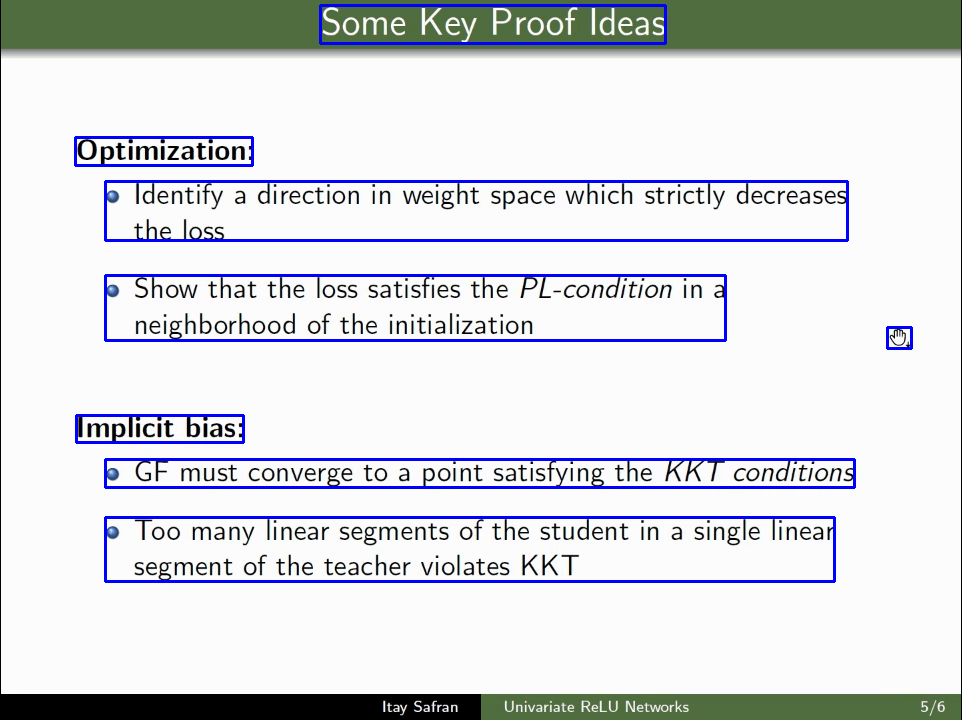 Some Key Proof Ideas
Optimization:
Identify a direction in weight space which strictly decreases
the loss
Show that the loss satisfies the PL-condition in a
neighborhood of the initialization
Implicit bias:
GF must converge to a point satisfying the KKT conditions
Too many linear segments of the student in a single linear
segment of the teacher violates KKT
Itay Safran
Univariate ReLU Networks
5/6